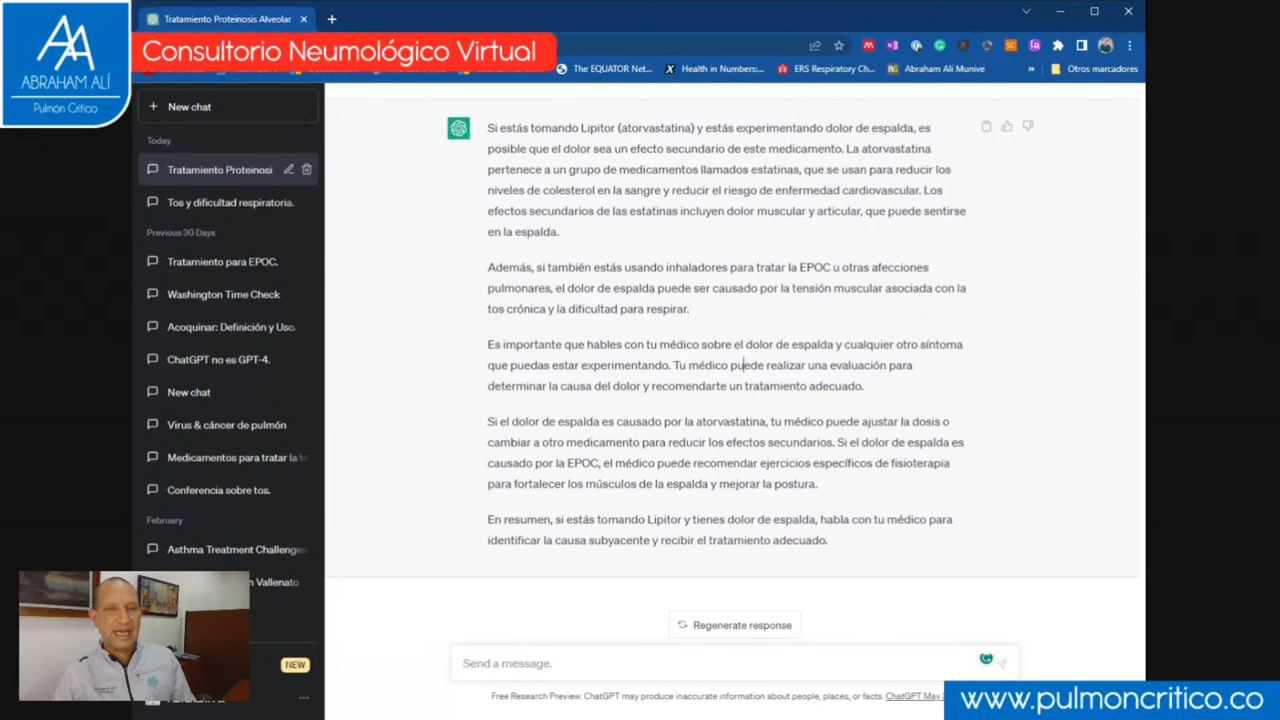 ABRAHAM ALÍ
Pulmón Crítico
Tratamiento Proteinosis Alveolar
Consultorio Neumológico Virtual
The EQUATOR Net...
Health in Numbers:...
ERS Respiratory Ch...
Abraham Ali Munive
Otros marcadores
New chat
Today
Tratamiento Proteinosi
Tos y dificultad respiratoria.
Previous 30 Days
Tratamiento para EPOC.
Washington Time Check
Acoquinar: Definición y Uso.
ChatGPT no es GPT-4.
New chat
Virus & cáncer de pulmón
Medicamentos para tratar la to
Conferencia sobre tos.
February
Asthma Treatment Challenges
n Vallenato
NEW
Si estás tomando Lipitor (atorvastatina) y estás experimentando dolor de espalda, es
posible que el dolor sea un efecto secundario de este medicamento. La atorvastatina
pertenece a un grupo de medicamentos llamados estatinas, que se usan para reducir los
niveles de colesterol en la sangre y reducir el riesgo de enfermedad cardiovascular. Los
efectos secundarios de las estatinas incluyen dolor muscular y articular, que puede sentirse
en la espalda.
Además, si también estás usando inhaladores para tratar la EPOC u otras afecciones
pulmonares, el dolor de espalda puede ser causado por la tensión muscular asociada con la
tos crónica y la dificultad para respirar.
Es importante que hables con tu médico sobre el dolor de espalda y cualquier otro síntoma
que puedas estar experimentando. Tu médico puede realizar una evaluación para
determinar la causa del dolor y recomendarte un tratamiento adecuado.
Si el dolor de espalda es causado por la atorvastatina, tu médico puede ajustar la dosis o
cambiar a otro medicamento para reducir los efectos secundarios. Si el dolor de espalda es
causado por la EPOC, el médico puede recomendar ejercicios específicos de fisioterapia
para fortalecer los músculos de la espalda y mejorar la postura.
En resumen, si estás tomando Lipitor y tienes dolor de espalda, habla con tu médico para
identificar la causa subyacente y recibir el tratamiento adecuado.
Regenerate response
Send a message.
Free Research Preview. ChatGPT may produce inaccurate information about people, places, or facts. ChatGPT May
www.pulmoncritico.co